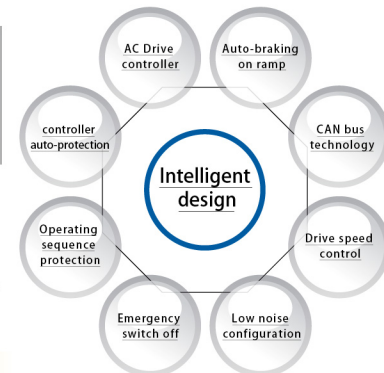 AC Drive
controller
Auto-braking
on ramp
controller
auto-protection
CAN bus
technology
Intelligent
design
Operating
sequence
protection
Drive speed
control
Emergency
switch off
Low noise
configuration